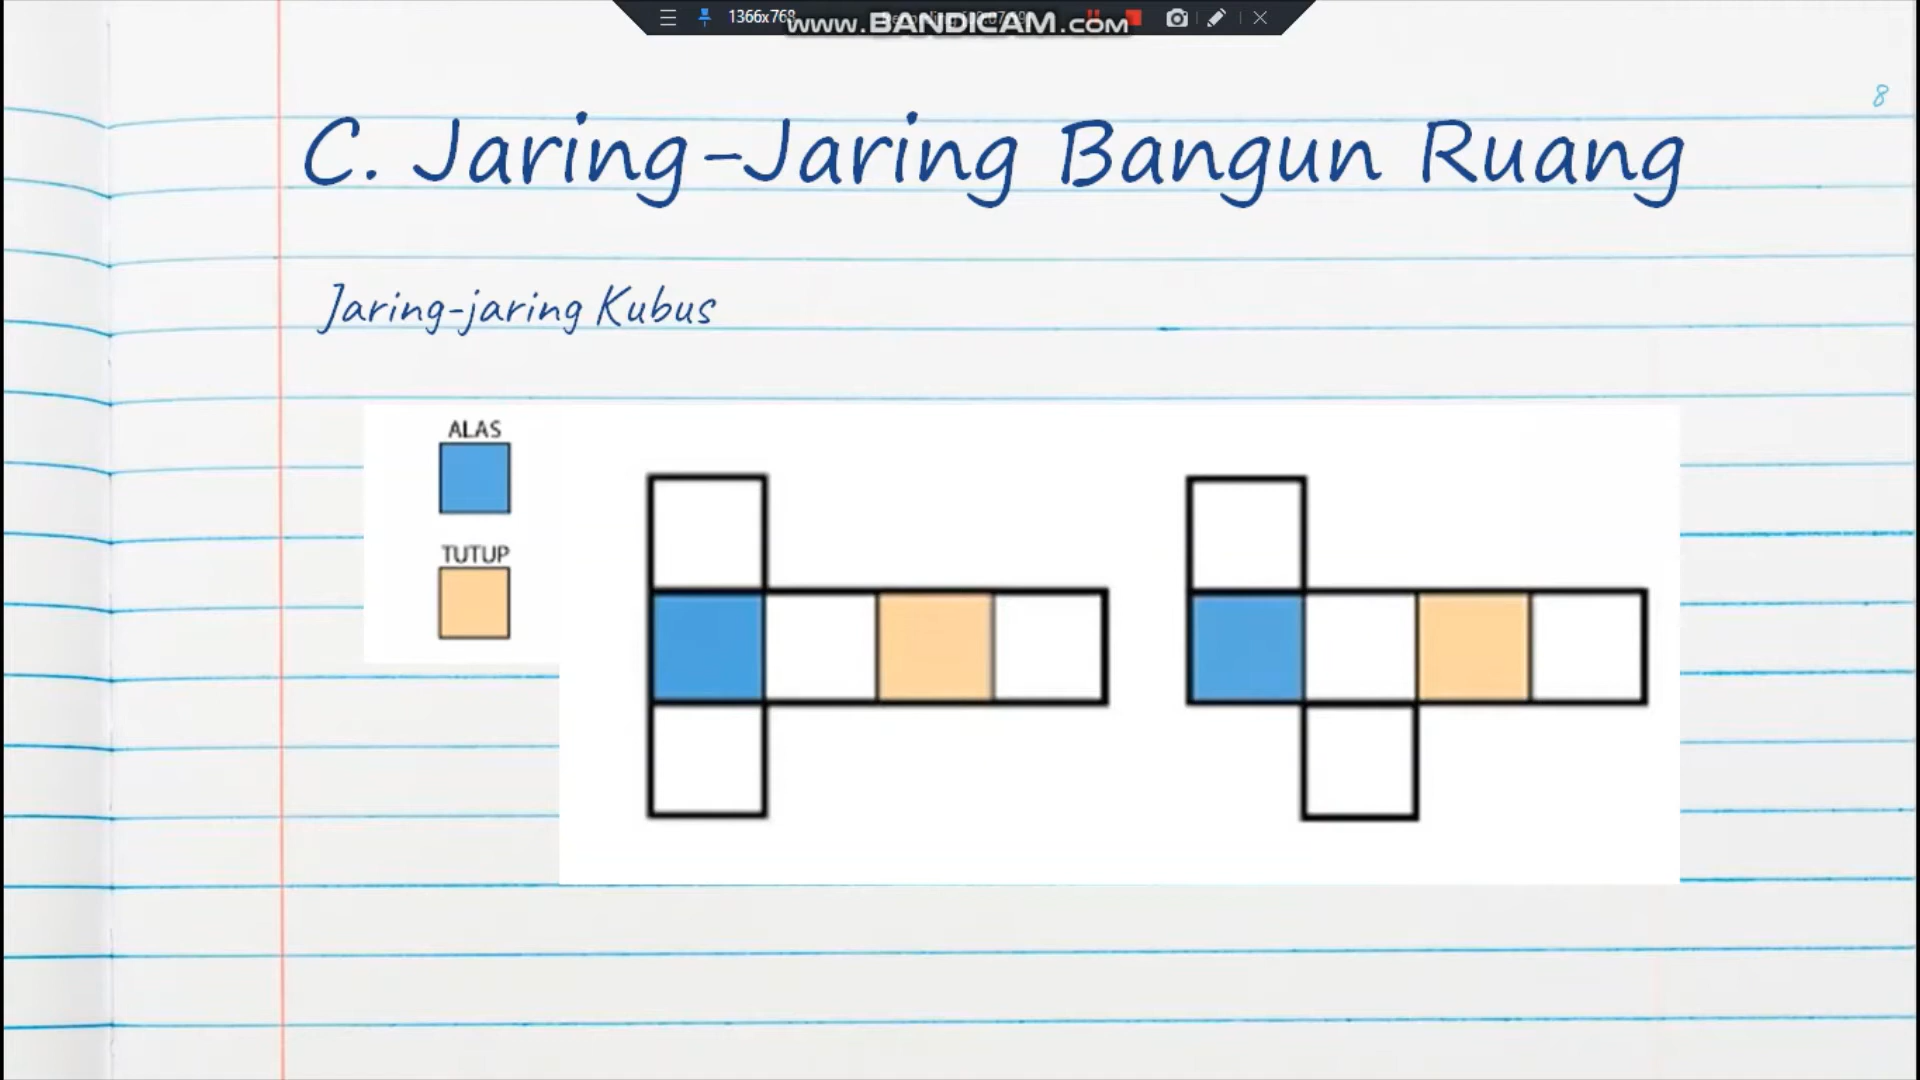 1366x768
www.BANDICAM.com
8
C. Jaring-Jaring Bangun Ruang
Jaring-jaring Kubus
ALAS
TUTUP